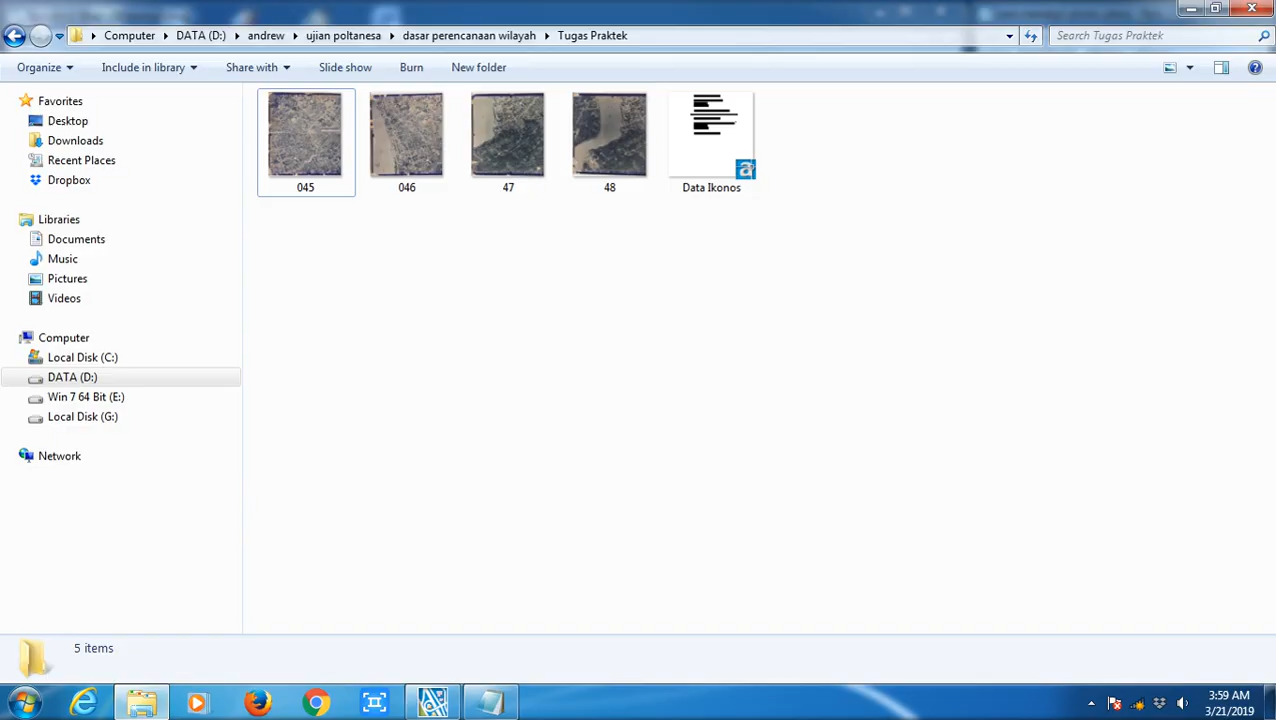 Computer DATA (D:) andrew ujian poltanesa dasar perencanaan wilayah Tugas Praktek
Search Tugas Praktek
Organize Include in library Share with Slide show Burn New folder
Favorites
Desktop
Downloads
Recent Places
Dropbox
Libraries
Documents
Music
Pictures
Videos
Computer
Local Disk (C:)
DATA (D:)
Win 7 64 Bit (E:)
Local Disk (G:)
Network
045 046 47 48 Data Ikonos
5 items
3:59 AM
3/21/2019